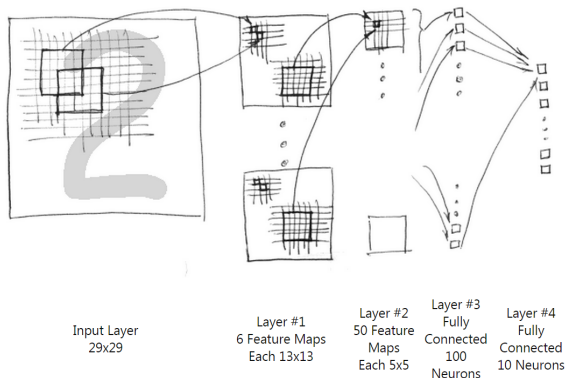 2
Input Layer
29x29
Layer #1
6 Feature Maps
Each 13x13
Layer #2
50 Feature
Maps
Each 5x5
Layer #3
Fully
Connected
100
Neurons
Layer #4
Fully
Connected
10 Neurons